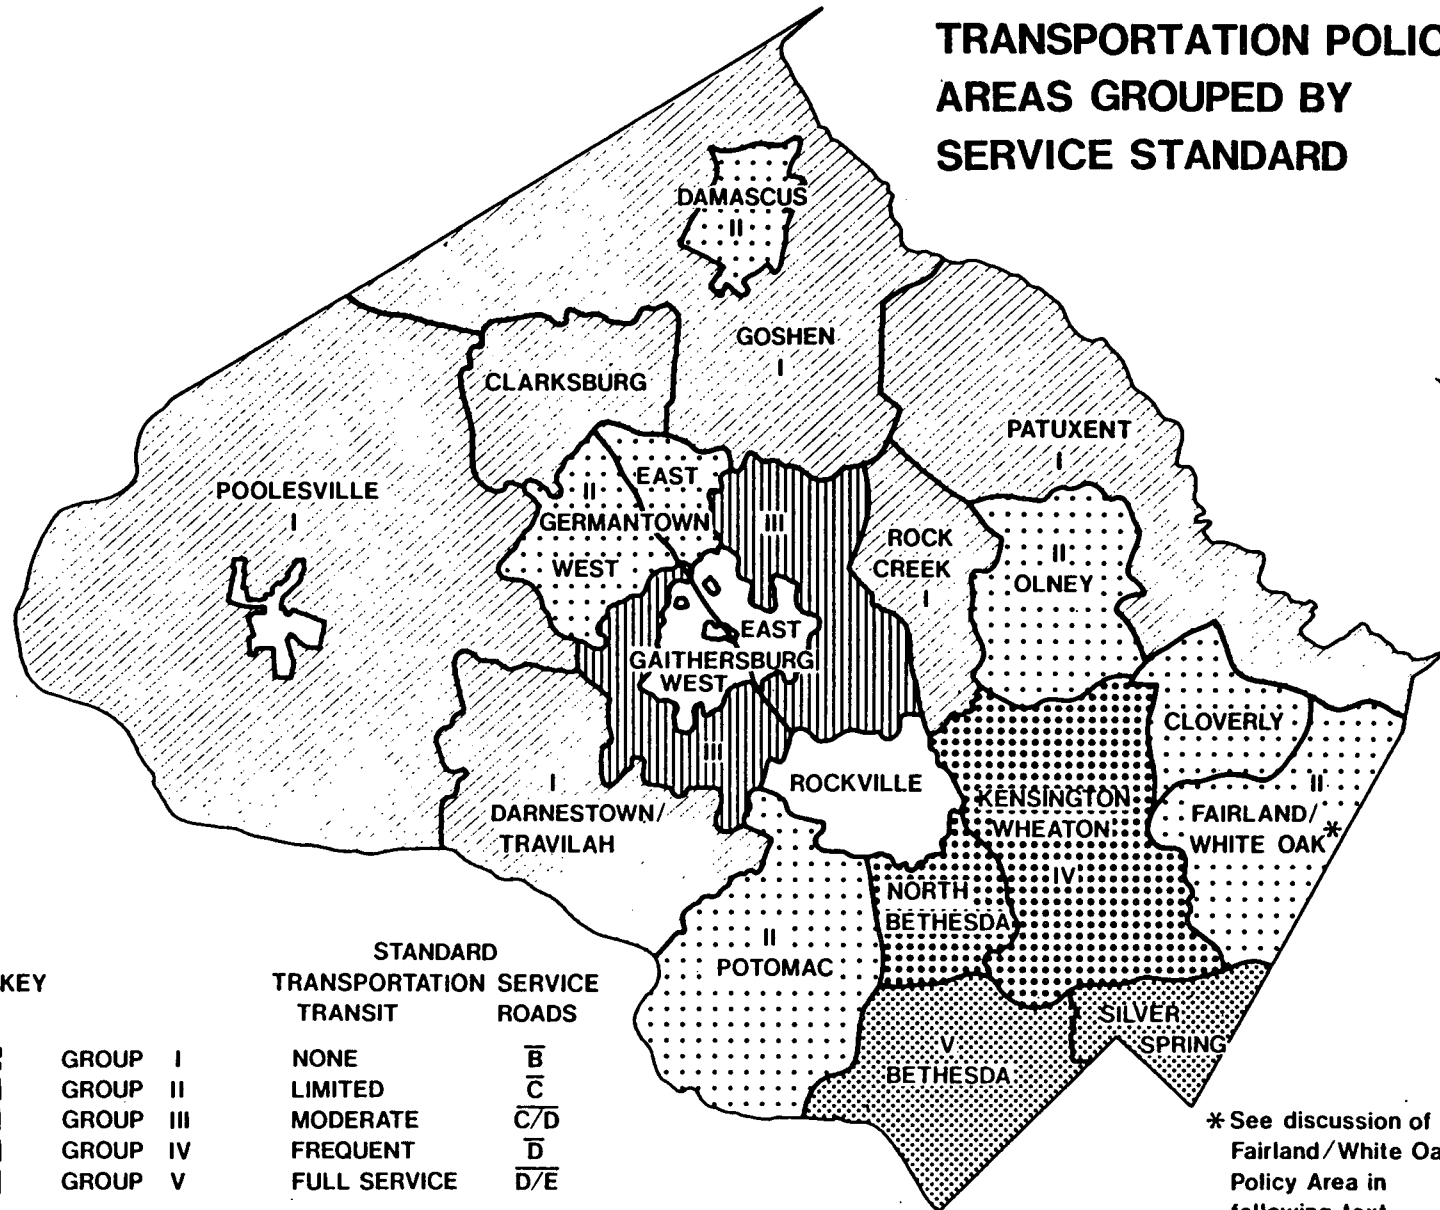 TRANSPORTATION POLIC
AREAS GROUPED BY
SERVICE STANDARD
DAMASCUS
II
GOSHEN
I
CLARKSBURG
PATUXENT
I
POOLESVILLE
I
II
EAST
GERMANTOWN
WEST
III
ROCK
CREEK
I
II
OLNEY
EAST
GAITHERSBURG
WEST
III
CLOVERLY
ROCKVILLE
I
DARNESTOWN/
TRAVILAH
KENSINGTON
WHEATON
IV
II
FAIRLAND/
WHITE OAK*
NORTH
BETHESDA
II
POTOMAC
SILVER
SPRING
V
BETHESDA
KEY
STANDARD
TRANSPORTATION SERVICE
TRANSIT ROADS
GROUP I NONE B̅
GROUP II LIMITED C̅
GROUP III MODERATE C̅/̅D̅
GROUP IV FREQUENT D̅
GROUP V FULL SERVICE D̅/̅E̅
* See discussion of
Fairland/White Oa
Policy Area in
following text